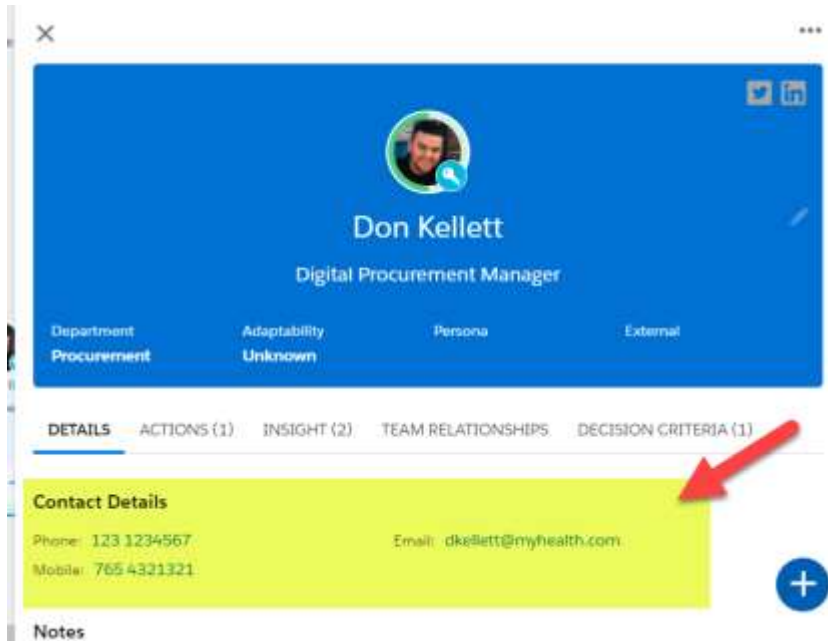 Don Kellett
Digital Procurement Manager
Department Adaptability Persona External
Procurement Unknown
DETAILS ACTIONS (1) INSIGHT (2) TEAM RELATIONSHIPS DECISION CRITERIA (1)
Contact Details
Phone: 123 1234567 Email: dkellett@myhealth.com
Mobile: 765 4321321
Notes